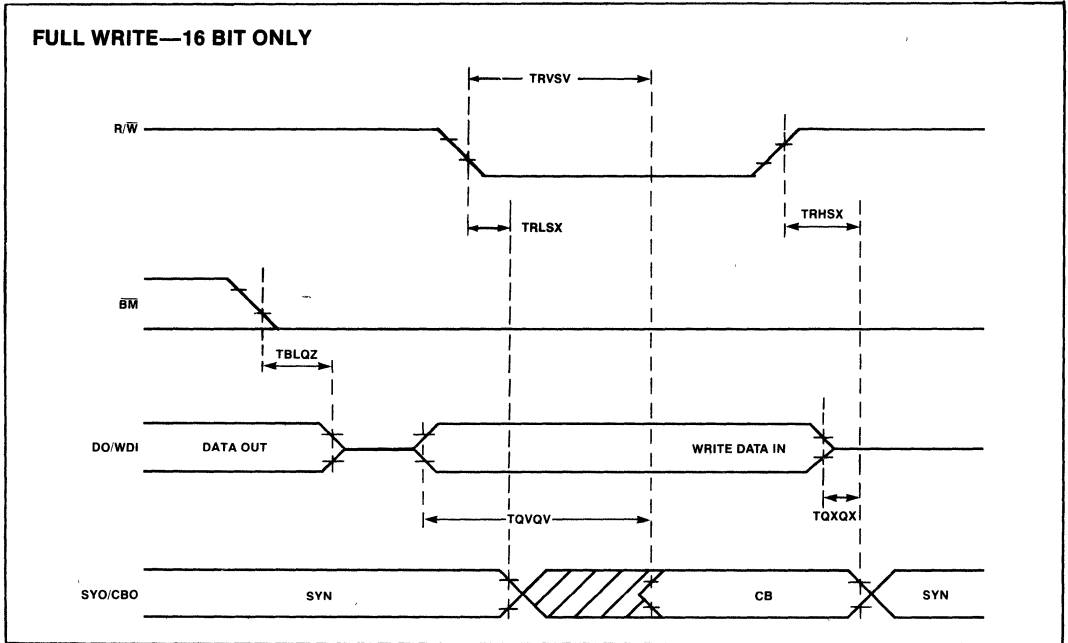 FULL WRITE—16 BIT ONLY
TRVSV
R/W̅
TRLSX
TRHSX
B̅M̅
TBLQZ
DO/WDI
DATA OUT
WRITE DATA IN
TQVQV
TQXQX
SYO/CBO
SYN
CB
SYN